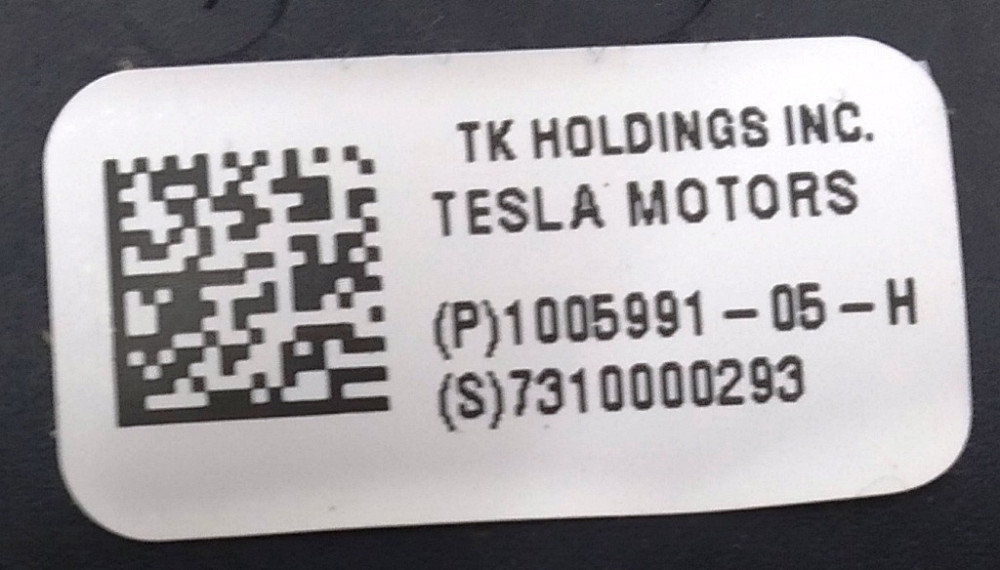 TK HOLDINGS INC.
TESLA MOTORS
(P)1005991-05-H
(S)7310000293